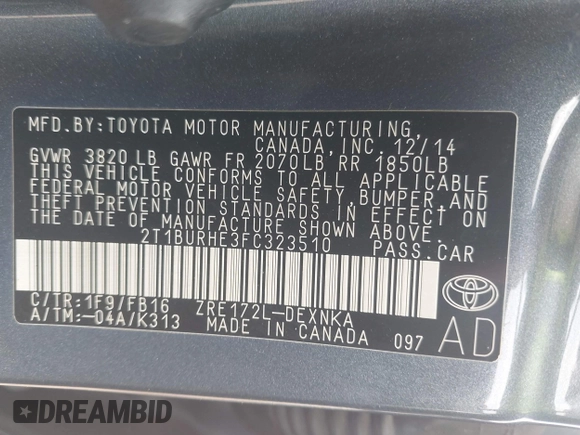 MFD.BY:TOYOTA MOTOR MANUFACTURING,
CANADA, INC. 12/14
GVWR 3820 LB GAWR FR 2070LB RR 1850LB
THIS VEHICLE CONFORMS TO ALL APPLICABLE
FEDERAL MOTOR VEHICLE SAFETY, BUMPER, AND
THEFT PREVENTION STANDARDS IN EFFECT ON
THE DATE OF MANUFACTURE SHOWN ABOVE.
2T1BURHE3FC323510 PASS.CAR
C/TR:1F9/FB16 ZRE172L-DEXNKA
A/TM:-04A/K313 MADE IN CANADA 097
AD
DREAMBID